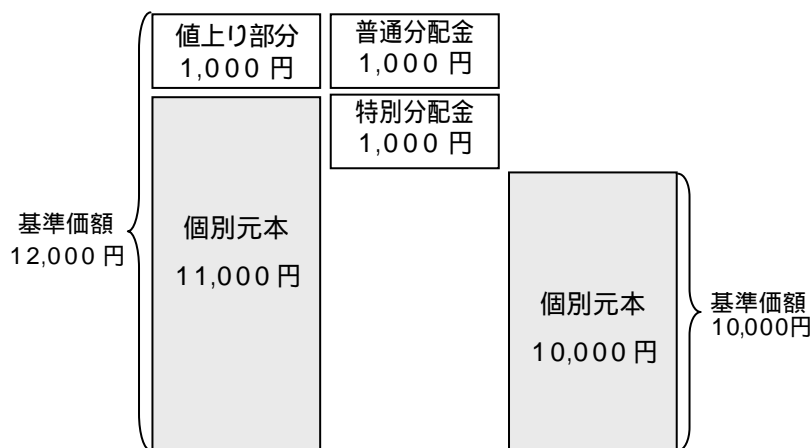 値上り部分
1,000 円
普通分配金
1,000 円
特別分配金
1,000 円
基準価額
12,000 円
個別元本
11,000 円
個別元本
10,000 円
基準価額
10,000円